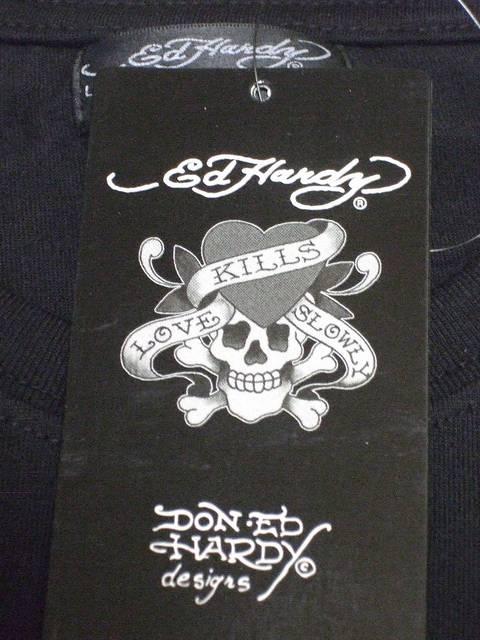 Ed Hardy
L
Ed Hardy®
LOVE KILLS SLOWLY
DON·ED
HARDY©
designs